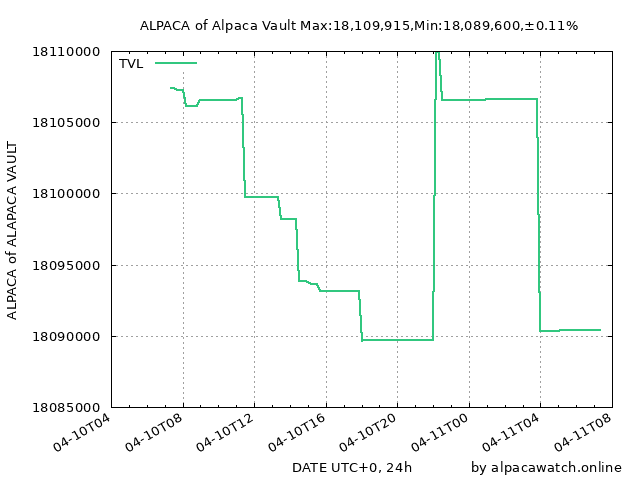 ALPACA of Alpaca Vault Max:18,109,915,Min:18,089,600,±0.11%
TVL
18110000
18105000
18100000
18095000
18090000
18085000
ALPACA of ALAPACA VAULT
04-10T04
04-10T08
04-10T12
04-10T16
04-10T20
04-11T00
04-11T04
04-11T08
DATE UTC+0, 24h
by alpacawatch.online